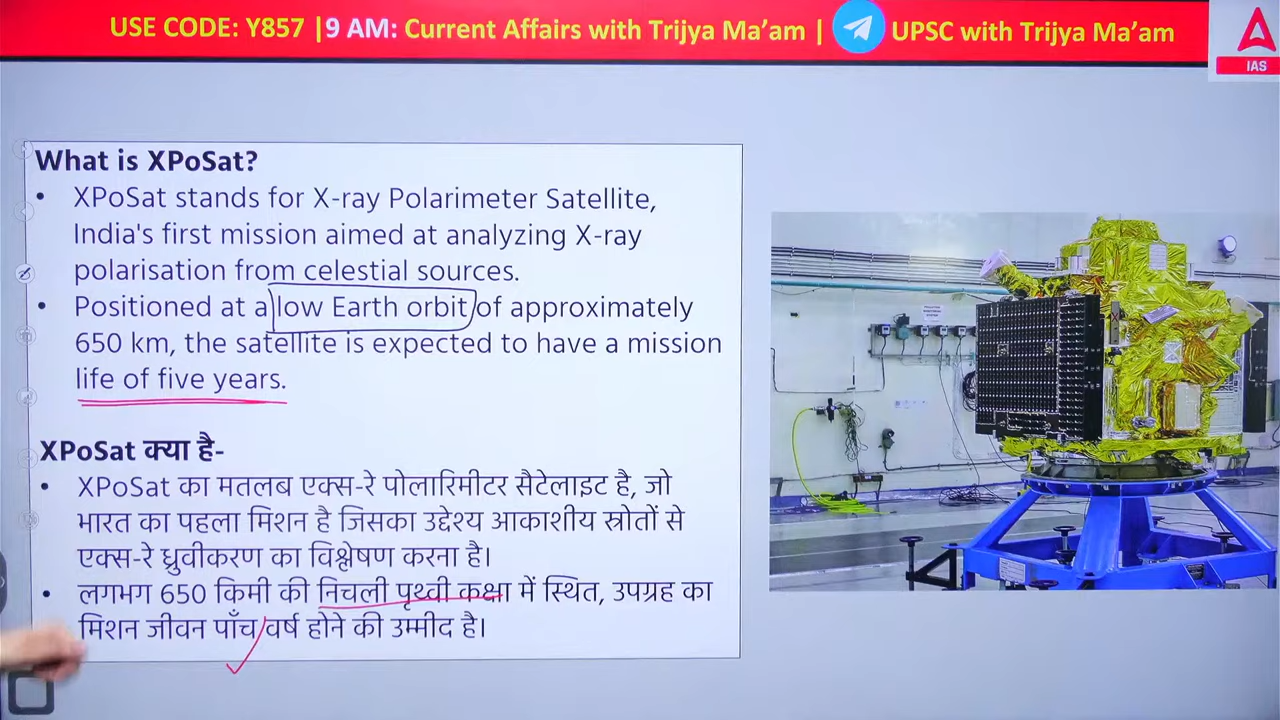 USE CODE: Y857 |9 AM: Current Affairs with Trijya Ma’am | UPSC with Trijya Ma’am
IAS
What is XPoSat?
• XPoSat stands for X-ray Polarimeter Satellite,
India's first mission aimed at analyzing X-ray
polarisation from celestial sources.
• Positioned at a low Earth orbit of approximately
650 km, the satellite is expected to have a mission
life of five years.
XPoSat क्या है-
• XPoSat का मतलब एक्स-रे पोलारिमीटर सैटेलाइट है, जो
भारत का पहला मिशन है जिसका उद्देश्य आकाशीय स्रोतों से
एक्स-रे ध्रुवीकरण का विश्लेषण करना है।
• लगभग 650 किमी की निचली पृथ्वी कक्षा में स्थित, उपग्रह का
मिशन जीवन पाँच वर्ष होने की उम्मीद है।